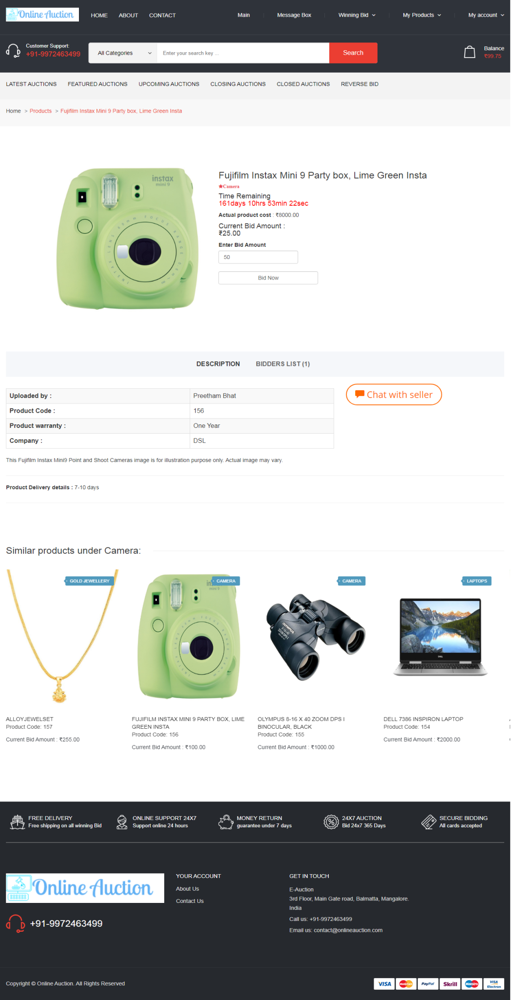 Online Auction
HOME ABOUT CONTACT Main Message Box Winning Bid My Products My account
Customer Support:
+91-9972463499
All Categories Enter your search key ... Search
Balance
₹99.75
LATEST AUCTIONS FEATURED AUCTIONS UPCOMING AUCTIONS CLOSING AUCTIONS CLOSED AUCTIONS REVERSE BID
Home > Products > Fujifilm Instax Mini 9 Party box, Lime Green Insta
instax
mini 9
60mm FOCUS RANGE 0.6m~∞
INSTAX LENS
Fujifilm Instax Mini 9 Party box, Lime Green Insta
Camera
Time Remaining
161days 10hrs 53min 22sec
Actual product cost : ₹8000.00
Current Bid Amount :
₹25.00
Enter Bid Amount
50
Bid Now
DESCRIPTION BIDDERS LIST (1)
Uploaded by : Preetham Bhat
Product Code : 156
Product warranty : One Year
Company : DSL
Chat with seller
This Fujifilm Instax Mini9 Point and Shoot Cameras image is for illustration purpose only. Actual image may vary.
Product Delivery details : 7-10 days
Similar products under Camera:
GOLD JEWELLERY
ALLOYJEWELSET
Product Code: 157
Current Bid Amount : ₹255.00
CAMERA
mini 9
FUJIFILM INSTAX MINI 9 PARTY BOX, LIME
GREEN INSTA
Product Code: 156
Current Bid Amount : ₹100.00
CAMERA
OLYMPUS
OLYMPUS 8-16 X 40 ZOOM DPS I
BINOCULAR, BLACK
Product Code: 155
Current Bid Amount : ₹1000.00
LAPTOPS
DELL
DELL 7386 INSPIRON LAPTOP
Product Code: 154
Current Bid Amount : ₹2000.00
FREE DELIVERY
Free shipping on all winning Bid
ONLINE SUPPORT 24X7
Support online 24 hours
MONEY RETURN
guarantee under 7 days
24X7 AUCTION
Bid 24x7 365 Days
SECURE BIDDING
All cards accepted
Online Auction
+91-9972463499
YOUR ACCOUNT
About Us
Contact Us
GET IN TOUCH
E-Auction
3rd Floor, Main Gate road, Balmatta, Mangalore.
India
Call us: +91-9972463499
Email us: contact@onlineauction.com
Copyright © Online Auction. All Rights Reserved
VISA MasterCard PayPal Skrill Maestro VISA Electron